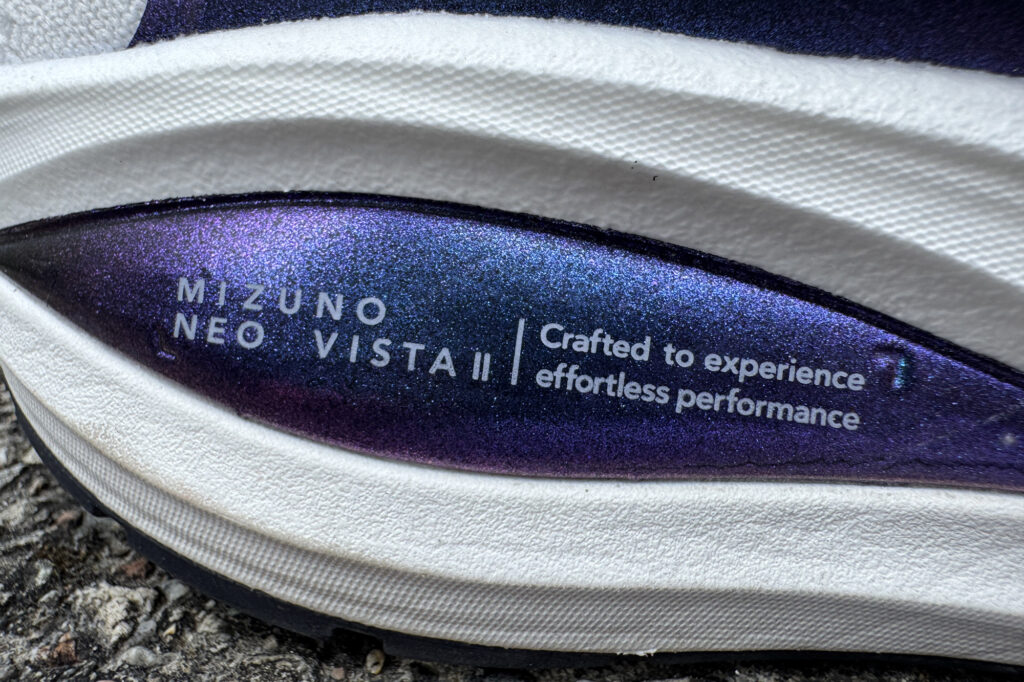 MIZUNO
NEO VISTA II
Crafted to experience
effortless performance